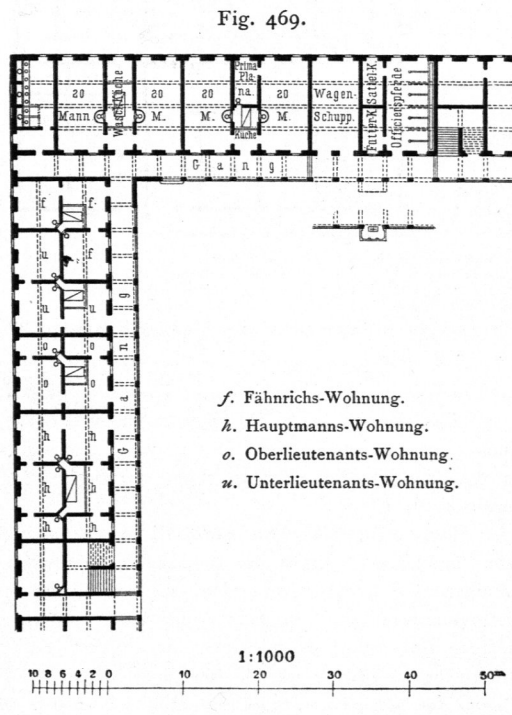 Fig. 469.
Prima
Pla-
na.
20 20 20 20 Wagen-
Mann M. M. M. Schupp.
Küche
Futter-K. Sattel-K.
Officierspferde
Gang
f f
u f
u u
o o
o o
Gang
h
h h
h h
f. Fähnrichs-Wohnung.
h. Hauptmanns-Wohnung.
o. Oberlieutenants-Wohnung.
u. Unterlieutenants-Wohnung.
1:1000
10 8 6 4 2 0 10 20 30 40 50m